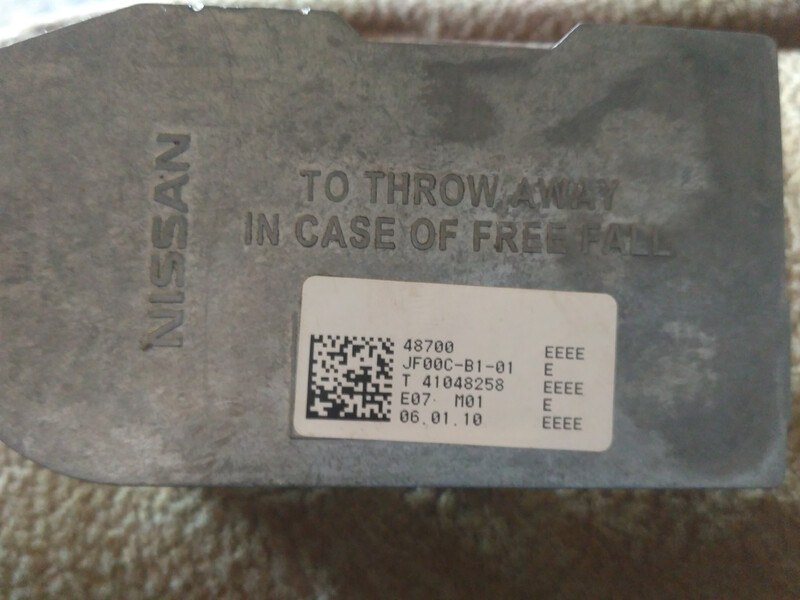 NISSAN
TO THROW AWAY
IN CASE OF FREE FALL
48700
JF00C-B1-01
T 41048258
E07 M01
06.01.10
EEEE
E
EEEE
E
EEEE